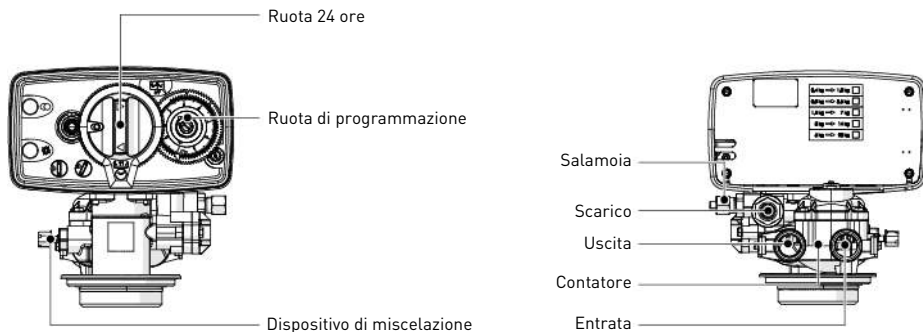 Ruota 24 ore
Ruota di programmazione
Dispositivo di miscelazione
Salamoia
Scarico
Uscita
Contatore
Entrata